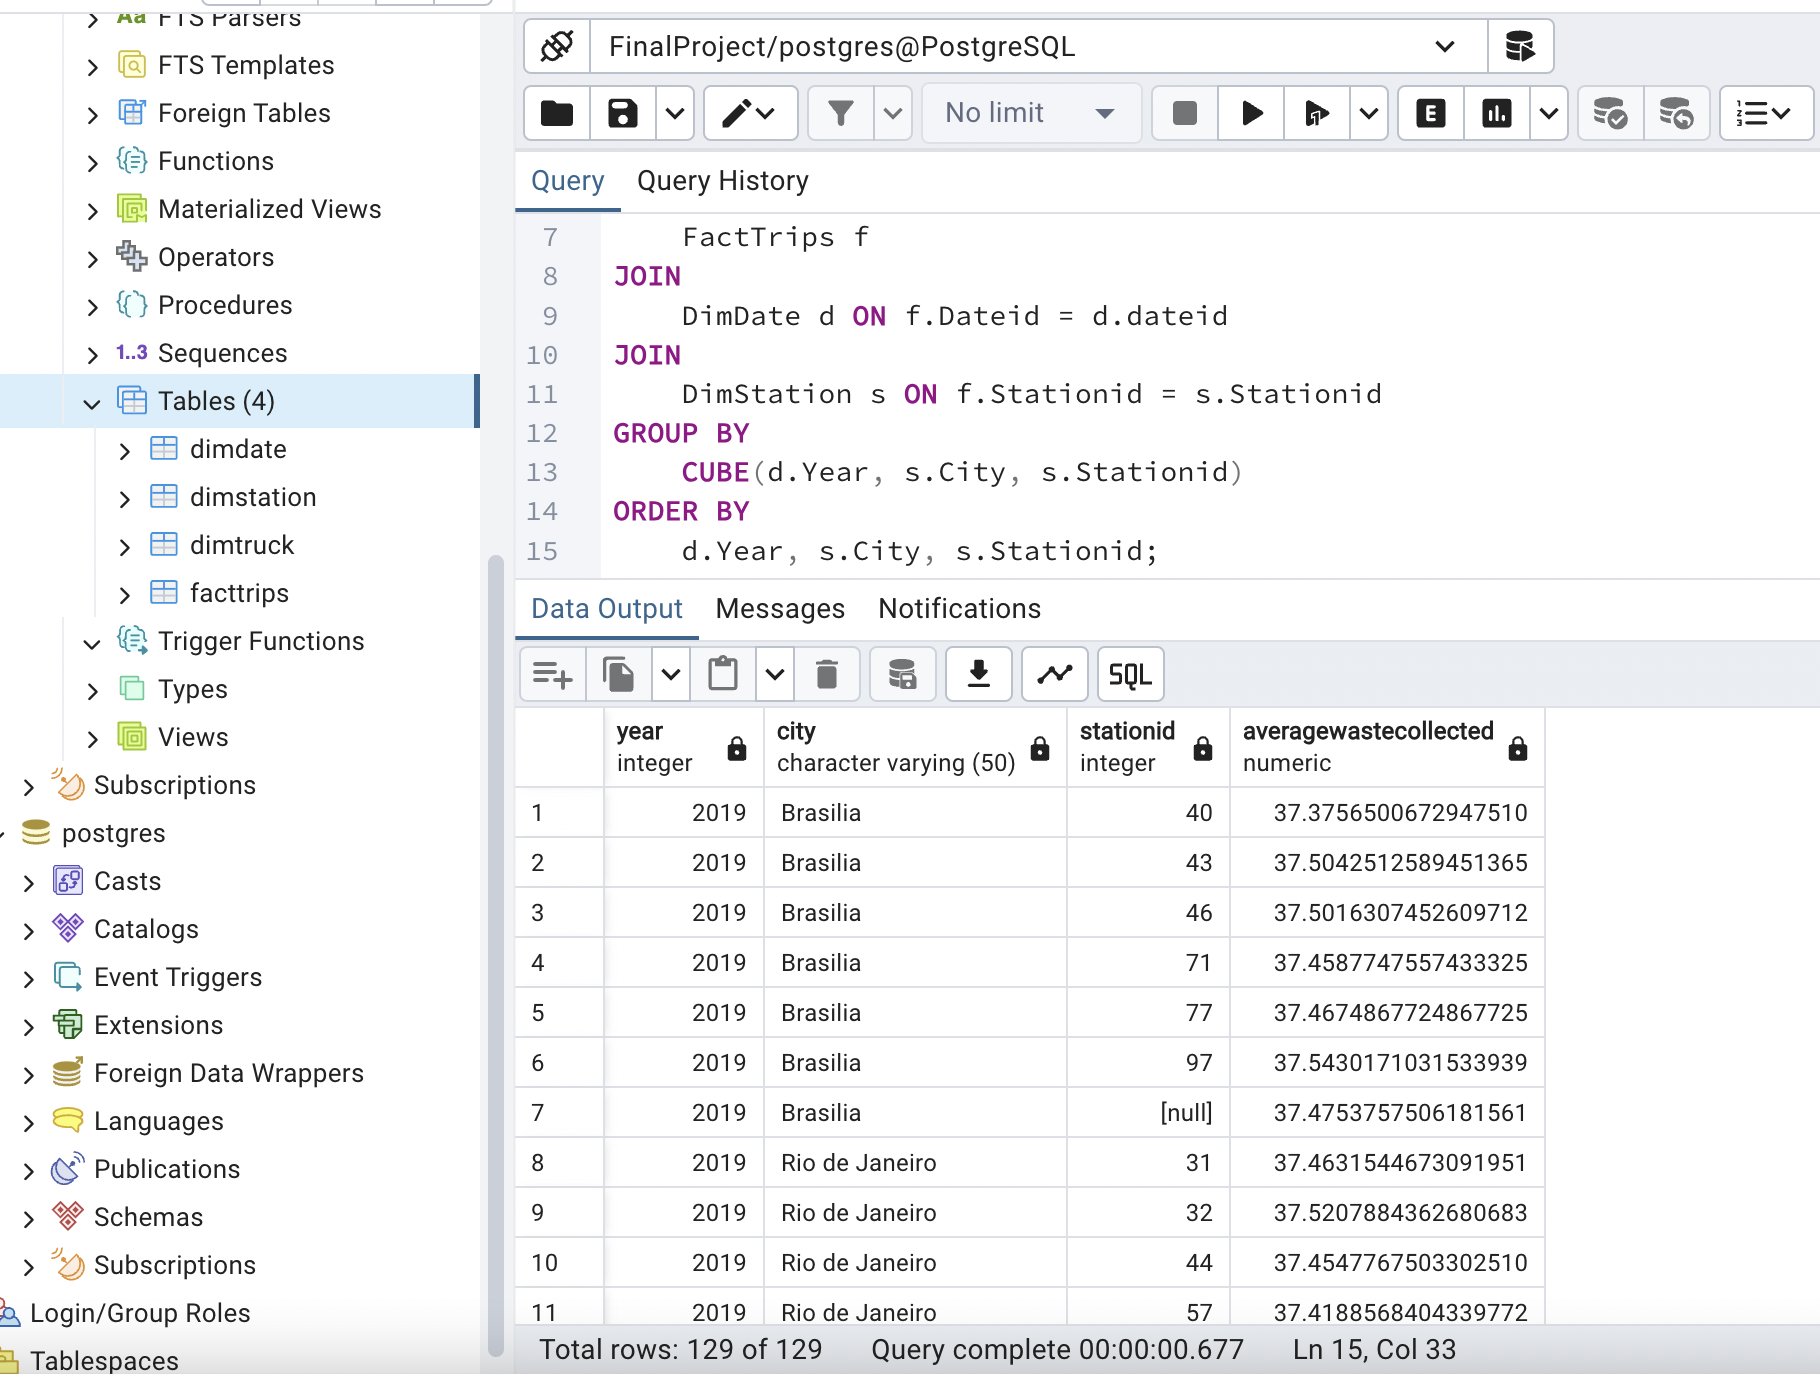 FTS Parsers
FTS Templates
Foreign Tables
Functions
Materialized Views
Operators
Procedures
1..3 Sequences
Tables (4)
dimdate
dimstation
dimtruck
facttrips
Trigger Functions
Types
Views
Subscriptions
postgres
Casts
Catalogs
Event Triggers
Extensions
Foreign Data Wrappers
Languages
Publications
Schemas
Subscriptions
Login/Group Roles
Tablespaces
FinalProject/postgres@PostgreSQL
No limit
E
Query Query History
7 FactTrips f
8 JOIN
9 DimDate d ON f.Dateid = d.dateid
10 JOIN
11 DimStation s ON f.Stationid = s.Stationid
12 GROUP BY
13 CUBE(d.Year, s.City, s.Stationid)
14 ORDER BY
15 d.Year, s.City, s.Stationid;
Data Output Messages Notifications
SQL
year city stationid averagewastecollected
integer character varying (50) integer numeric
1 2019 Brasilia 40 37.3756500672947510
2 2019 Brasilia 43 37.5042512589451365
3 2019 Brasilia 46 37.5016307452609712
4 2019 Brasilia 71 37.4587747557433325
5 2019 Brasilia 77 37.4674867724867725
6 2019 Brasilia 97 37.5430171031533939
7 2019 Brasilia [null] 37.4753757506181561
8 2019 Rio de Janeiro 31 37.4631544673091951
9 2019 Rio de Janeiro 32 37.5207884362680683
10 2019 Rio de Janeiro 44 37.4547767503302510
11 2019 Rio de Janeiro 57 37.4188568404339772
Total rows: 129 of 129 Query complete 00:00:00.677 Ln 15, Col 33